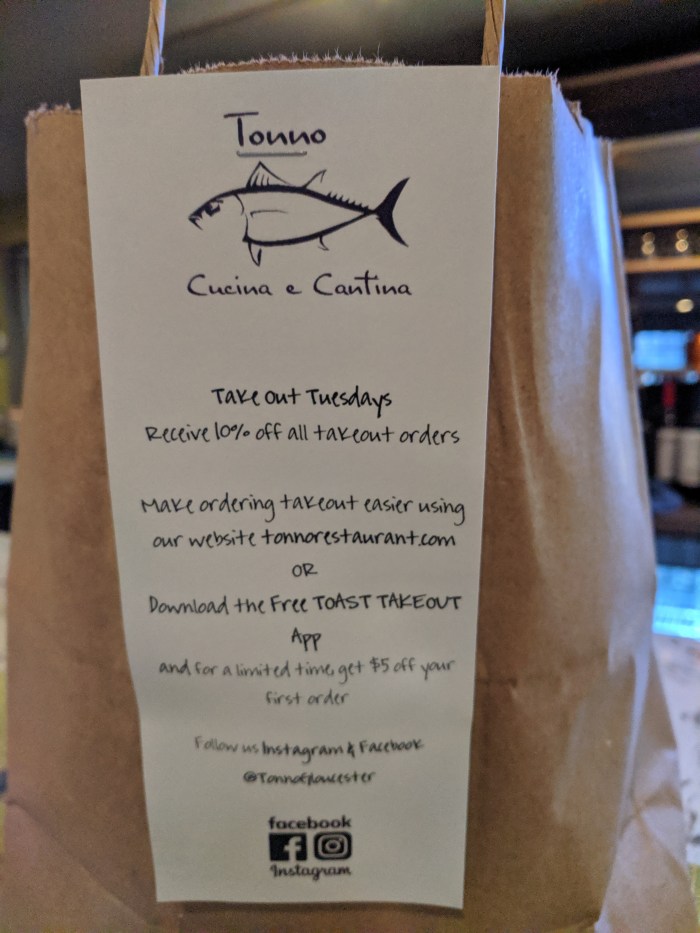 Tonno
Cucina e Cantina
Take out Tuesdays
Receive 10% off all takeout orders
Make ordering takeout easier using
our website tonnorestaurant.com
OR
Download the Free TOAST TAKEOUT
App
and for a limited time, get $5 off your
first order
Follow us Instagram & Facebook
@TonnoGloucester
facebook
Instagram